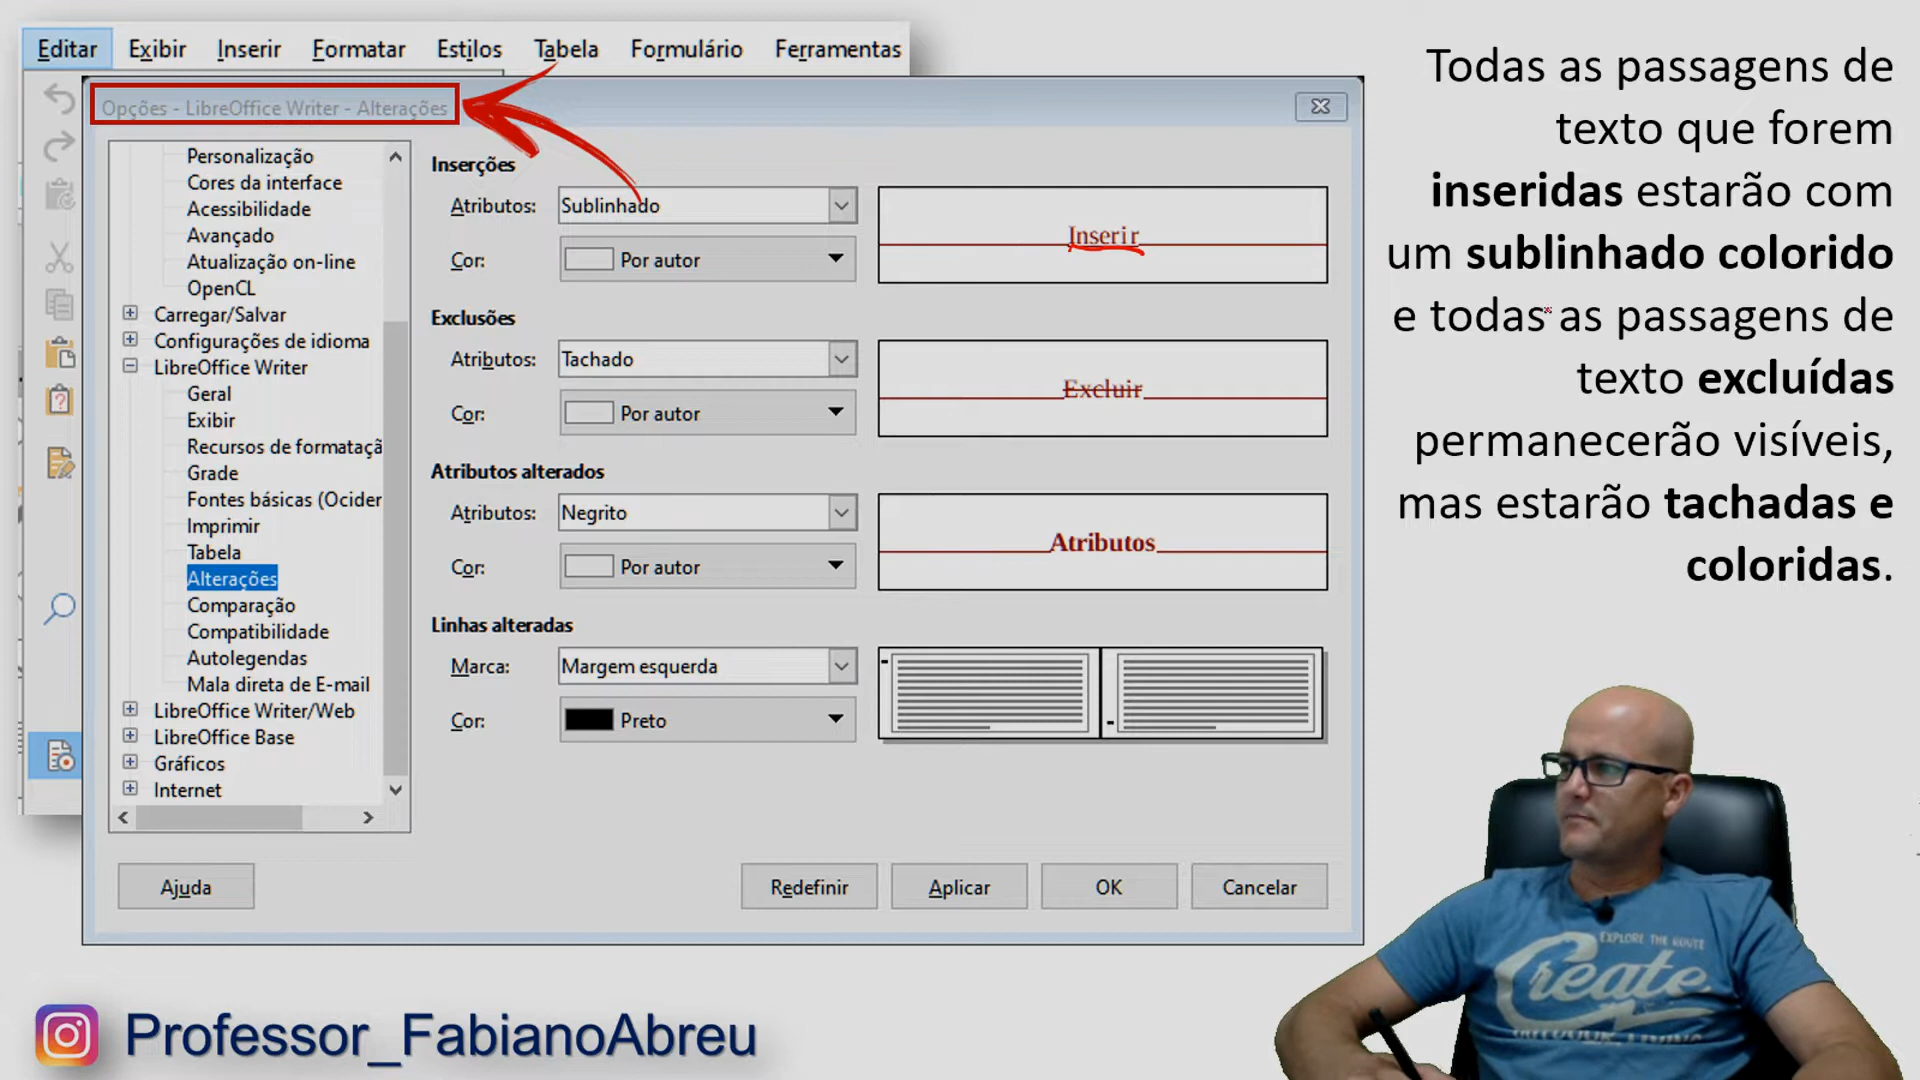 Editar Exibir Inserir Formatar Estilos Tabela Formulário Ferramentas
Opções - LibreOffice Writer - Alterações
Personalização
Cores da interface
Acessibilidade
Avançado
Atualização on-line
OpenCL
Carregar/Salvar
Configurações de idioma
LibreOffice Writer
Geral
Exibir
Recursos de formataçã
Grade
Fontes básicas (Ociden
Imprimir
Tabela
Alterações
Comparação
Compatibilidade
Autolegendas
Mala direta de E-mail
LibreOffice Writer/Web
LibreOffice Base
Gráficos
Internet
Inserções
Atributos: Sublinhado
Cor: Por autor
Inserir
Exclusões
Atributos: Tachado
Cor: Por autor
Excluir
Atributos alterados
Atributos: Negrito
Cor: Por autor
Atributos
Linhas alteradas
Marca: Margem esquerda
Cor: Preto
Ajuda Redefinir Aplicar OK Cancelar
Todas as passagens de
texto que forem
inseridas estarão com
um sublinhado colorido
e todas as passagens de
texto excluídas
permanecerão visíveis,
mas estarão tachadas e
coloridas.
EXPLORE THE ROUTE
Create
Professor_FabianoAbreu